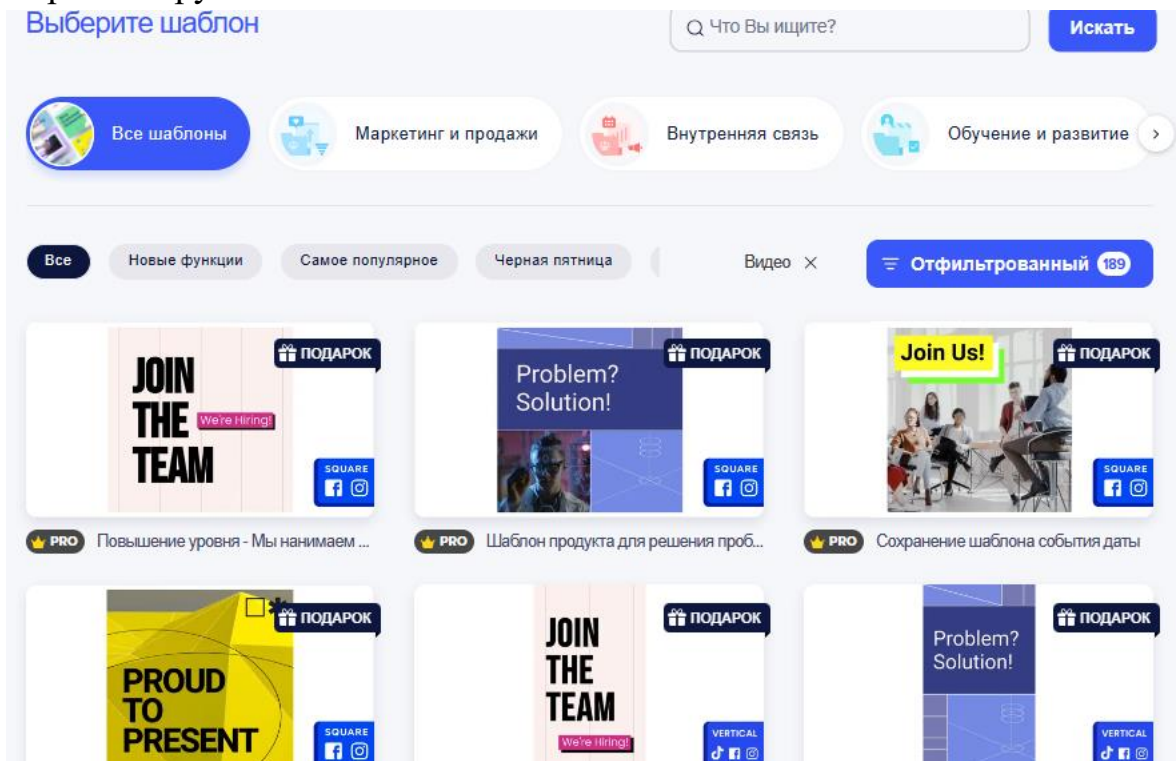 Выберите шаблон
Что Вы ищите?
Искать
Все шаблоны
Маркетинг и продажи
Внутренняя связь
Обучение и развитие
Все
Новые функции
Самое популярное
Черная пятница
Видео
Отфильтрованный 189
JOIN
THE
TEAM
We're Hiring!
ПОДАРОК
SQUARE
Problem?
Solution!
ПОДАРОК
SQUARE
Join Us!
ПОДАРОК
SQUARE
PRO Повышение уровня - Мы нанимаем ...
PRO Шаблон продукта для решения проб...
PRO Сохранение шаблона события даты
PROUD
TO
PRESENT
ПОДАРОК
SQUARE
JOIN
THE
TEAM
We're Hiring!
ПОДАРОК
VERTICAL
Problem?
Solution!
ПОДАРОК
VERTICAL